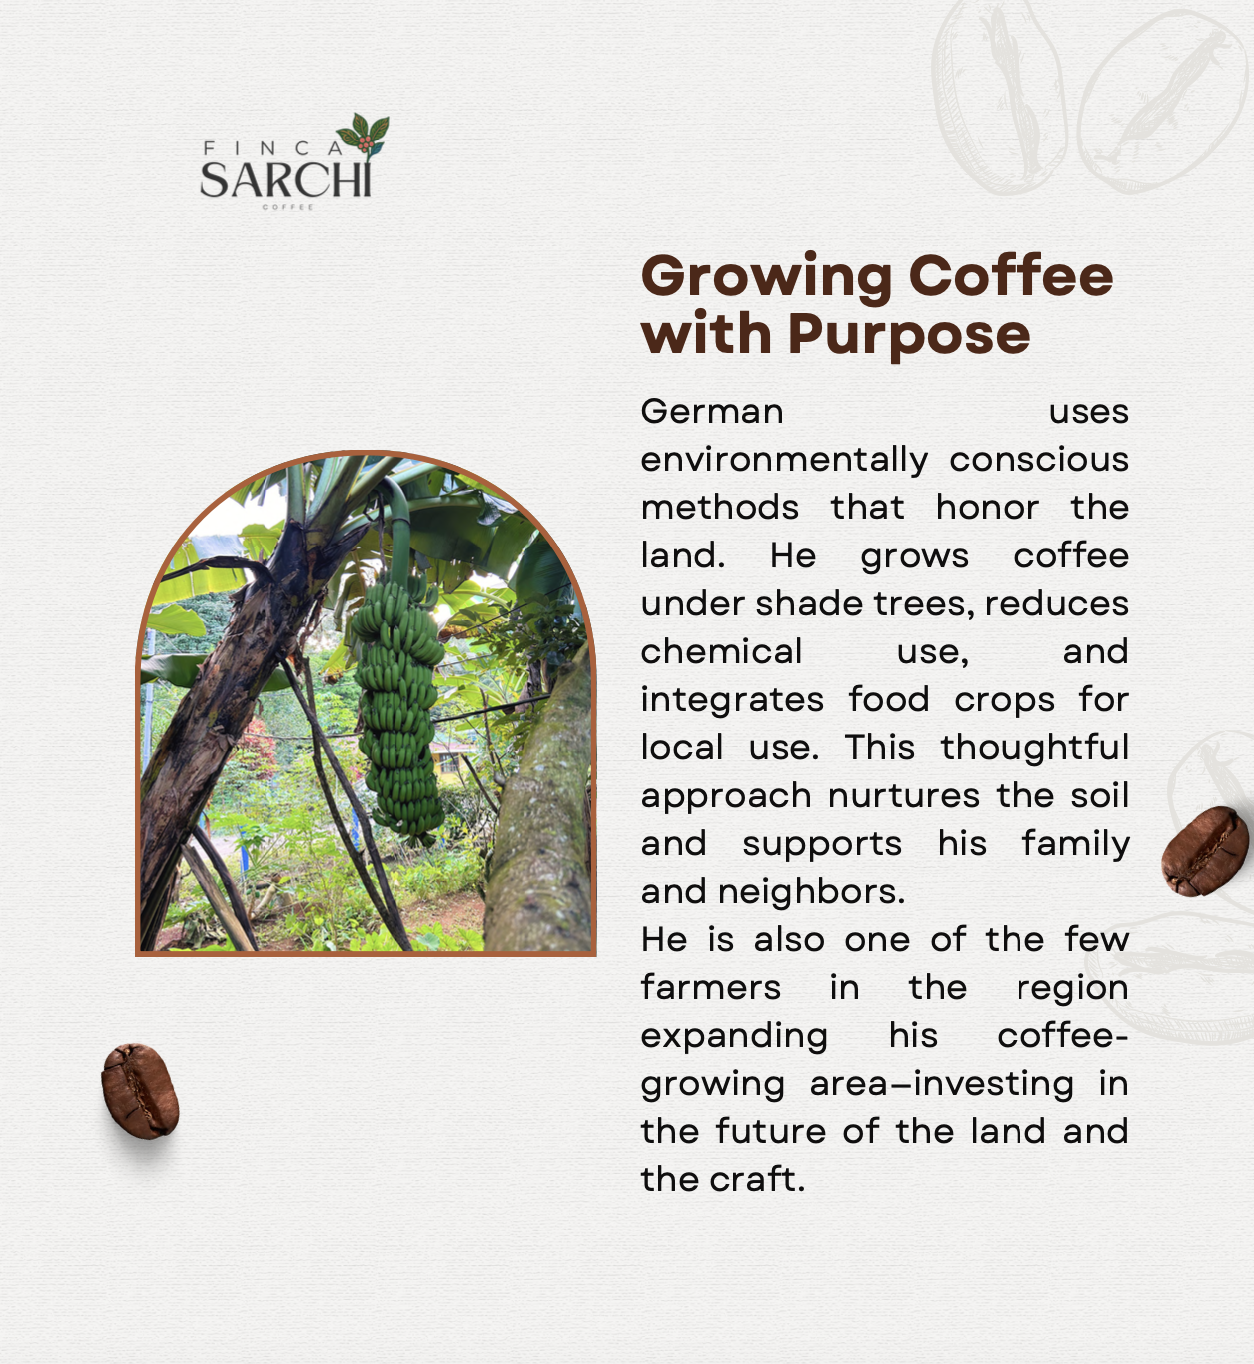 FINCA
SARCHI
COFFEE
Growing Coffee
with Purpose
German uses
environmentally conscious
methods that honor the
land. He grows coffee
under shade trees, reduces
chemical use, and
integrates food crops for
local use. This thoughtful
approach nurtures the soil
and supports his family
and neighbors.
He is also one of the few
farmers in the region
expanding his coffee-
growing area—investing in
the future of the land and
the craft.